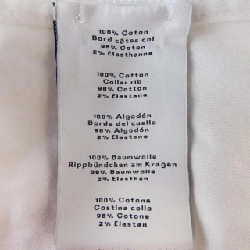 100% Coton
Bord côtes col
98% Coton
2% Elasthanne
100% Cotton
Collar rib
98% Cotton
2% Elastane
100% Algodón
Borde del cuello
98% Algodón
2% Elastano
100% Baumwolle
Rippbündchen am Kragen
98% Baumwolle
2% Elasthan
100% Cotone
Costina collo
98% Cotone
2% Elastan